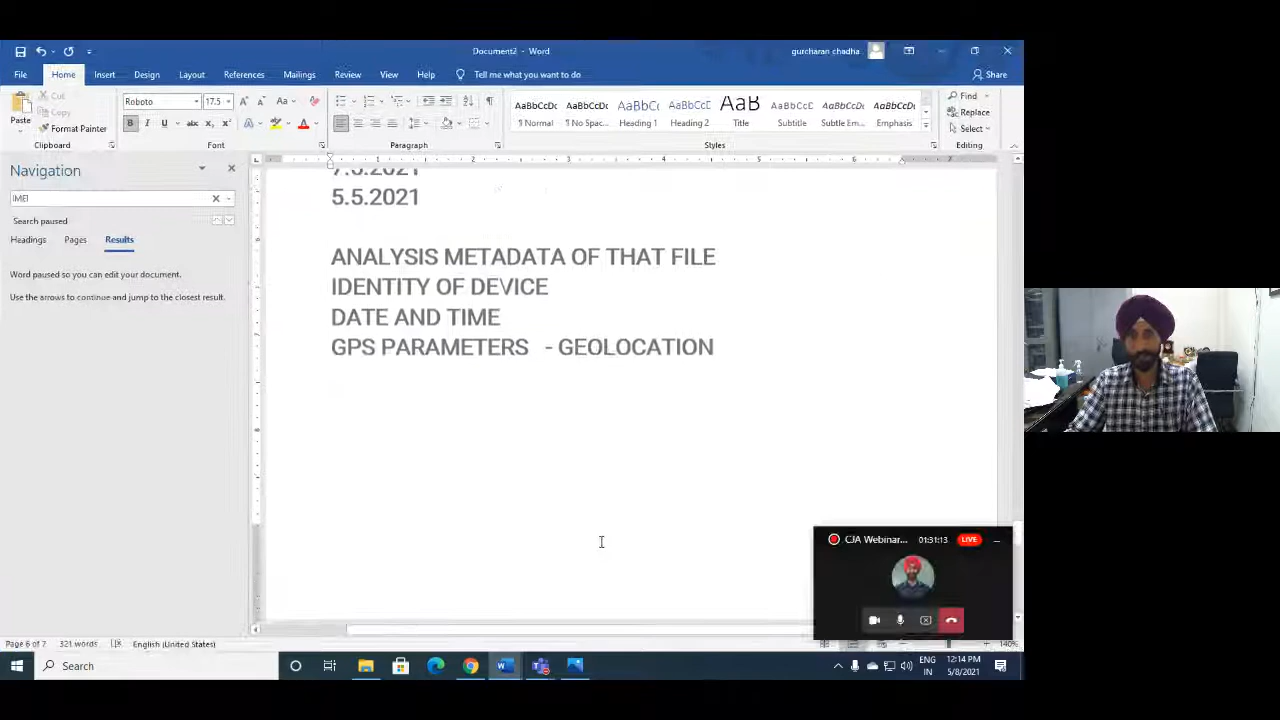 Document2 - Word
gurcharan chadha
File Home Insert Design Layout References Mailings Review View Help Tell me what you want to do
Share
Paste
Cut
Copy
Format Painter
Clipboard
Roboto 17.5
Font
Paragraph
AaBbCcDc AaBbCcDc AaBbCc AaBbCcE AaB AaBbCcD AaBbCcDc AaBbCcDc
¶ Normal ¶ No Spac... Heading 1 Heading 2 Title Subtitle Subtle Em... Emphasis
Styles
Find
Replace
Select
Editing
Navigation
IMEI
Search paused
Headings Pages Results
Word paused so you can edit your document.
Use the arrows to continue and jump to the closest result.
5.5.2021
ANALYSIS METADATA OF THAT FILE
IDENTITY OF DEVICE
DATE AND TIME
GPS PARAMETERS - GEOLOCATION
CJA Webinar... 01:31:13 LIVE
Page 6 of 7 321 words English (United States) 140%
Search
ENG
IN
12:14 PM
5/8/2021